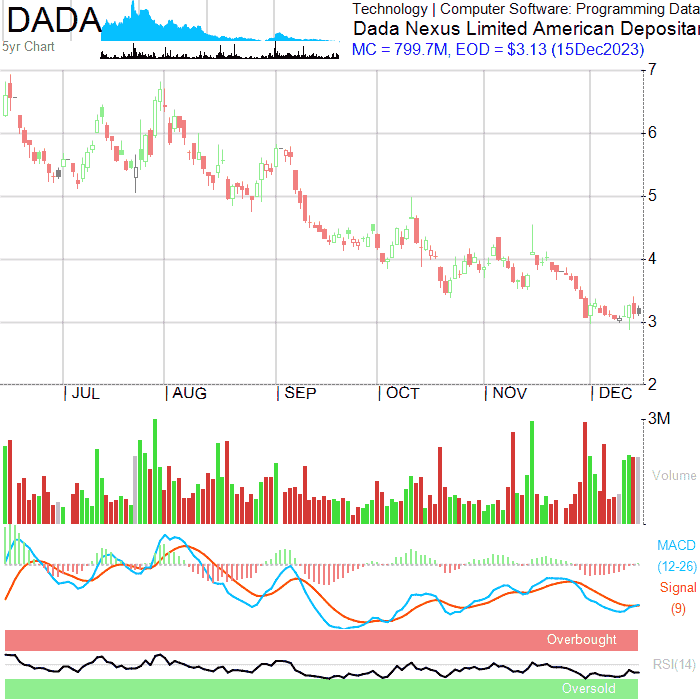 DADA
5yr Chart
Technology | Computer Software: Programming Data
Dada Nexus Limited American Depositar
MC = 799.7M, EOD = $3.13 (15Dec2023)
7
6
5
4
3
2
| JUL | AUG | SEP | OCT | NOV | DEC
3M
Volume
MACD
(12-26)
Signal
(9)
Overbought
RSI(14)
Oversold